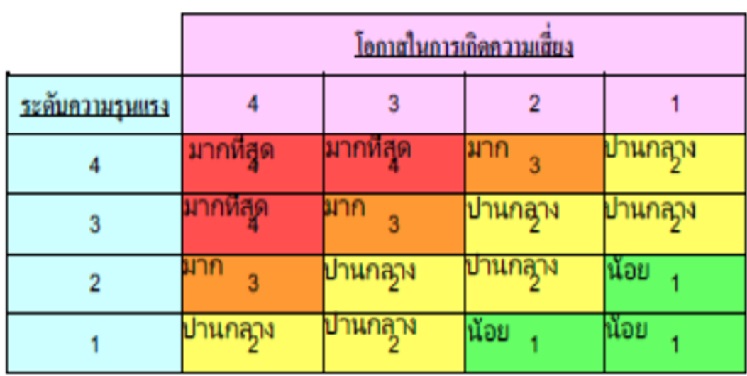 โอกาสในการเกิดความเสี่ยง
ระดับความรุนแรง 4 3 2 1
4 มากที่สุด 4 มากที่สุด 4 มาก 3 ปานกลาง 2
3 มากที่สุด 4 มาก 3 ปานกลาง 2 ปานกลาง 2
2 มาก 3 ปานกลาง 2 ปานกลาง 2 น้อย 1
1 ปานกลาง 2 ปานกลาง 2 น้อย 1 น้อย 1